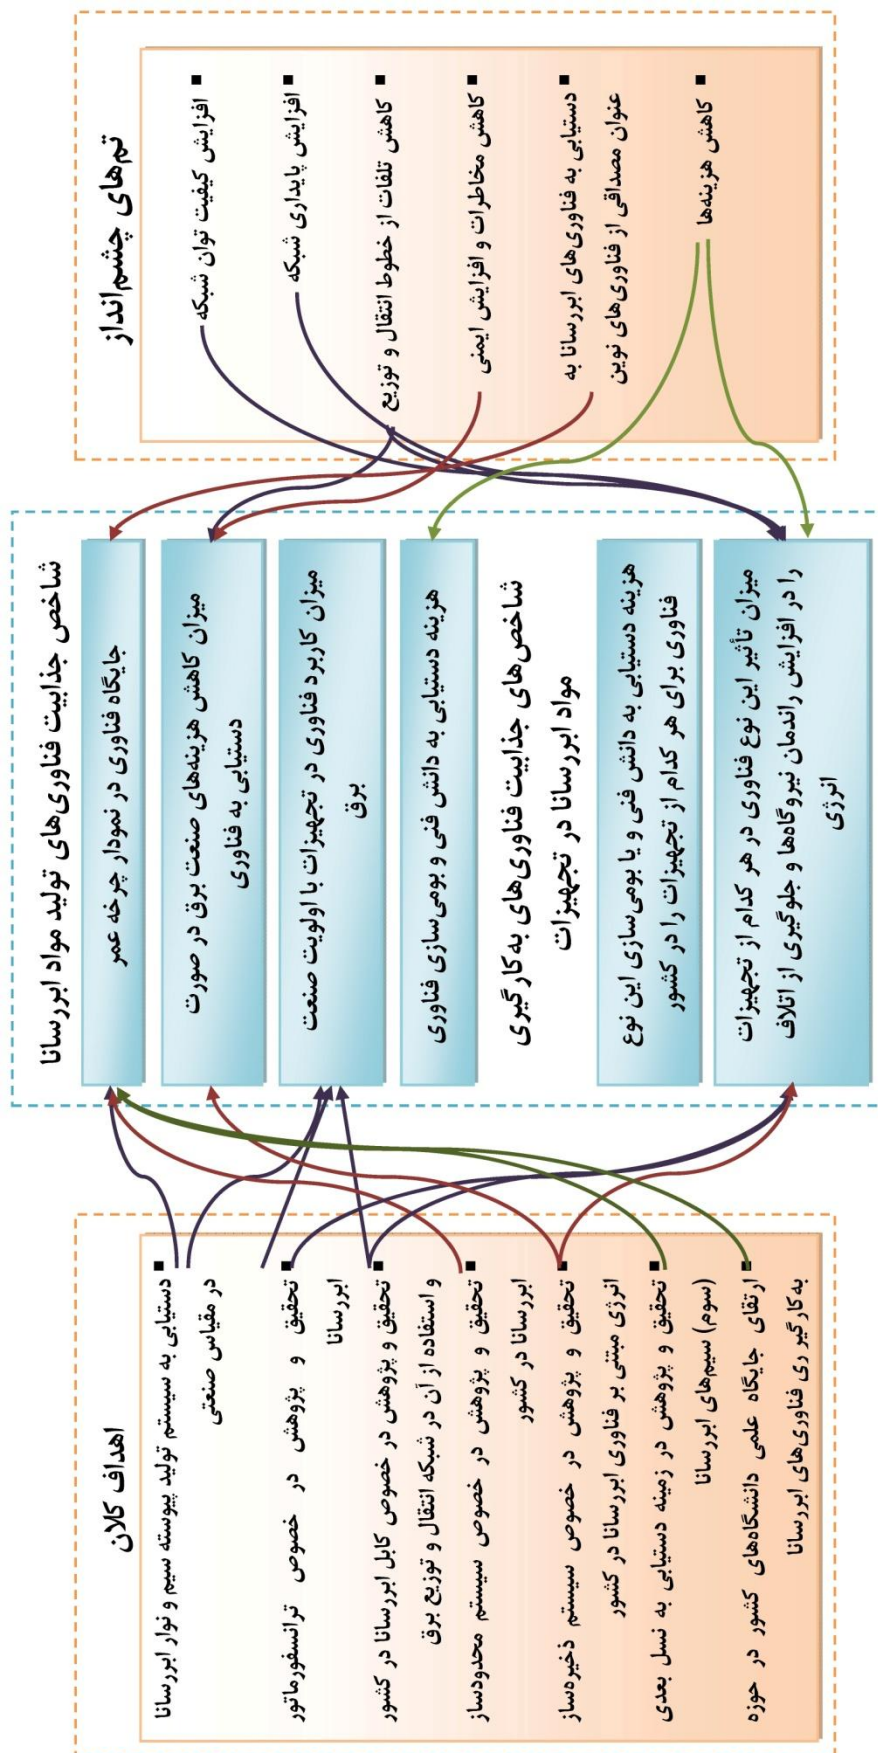 تم‌های چشم‌انداز
افزایش کیفیت توان شبکه
افزایش پایداری شبکه
کاهش تلفات از خطوط انتقال و توزیع
کاهش مخاطرات و افزایش ایمنی
دستیابی به فناوری‌های ابررسانا به
عنوان مصداقی از فناوری‌های نوین
کاهش هزینه‌ها
شاخص جذابیت فناوری‌های تولید مواد ابررسانا
جایگاه فناوری در نمودار چرخه عمر
میزان کاهش هزینه‌های صنعت برق در صورت
دستیابی به فناوری
میزان کاربرد فناوری در تجهیزات با اولویت صنعت
برق
هزینه دستیابی به دانش فنی و بومی‌سازی فناوری
شاخص‌های جذابیت فناوری‌های به‌کارگیری
مواد ابررسانا در تجهیزات
هزینه دستیابی به دانش فنی و یا بومی‌سازی این نوع
فناوری برای هر کدام از تجهیزات را در کشور
میزان تأثیر این نوع فناوری در هر کدام از تجهیزات
را در افزایش راندمان نیروگاه‌ها و جلوگیری از اتلاف
انرژی
اهداف کلان
دستیابی به سیستم تولید پیوسته سیم و نوار ابررسانا
در مقیاس صنعتی
تحقیق و پژوهش در خصوص ترانسفورماتور
ابررسانا
تحقیق و پژوهش در خصوص کابل ابررسانا در کشور
و استفاده از آن در شبکه انتقال و توزیع برق
تحقیق و پژوهش در خصوص سیستم محدودساز
ابررسانا در کشور
تحقیق و پژوهش در خصوص سیستم ذخیره‌ساز
انرژی مبتنی بر فناوری ابررسانا در کشور
تحقیق و پژوهش در زمینه دستیابی به نسل بعدی
(سوم) سیم‌های ابررسانا
ارتقای جایگاه علمی دانشگاه‌های کشور در حوزه
به‌کارگیر ری فناوری‌های ابررسانا